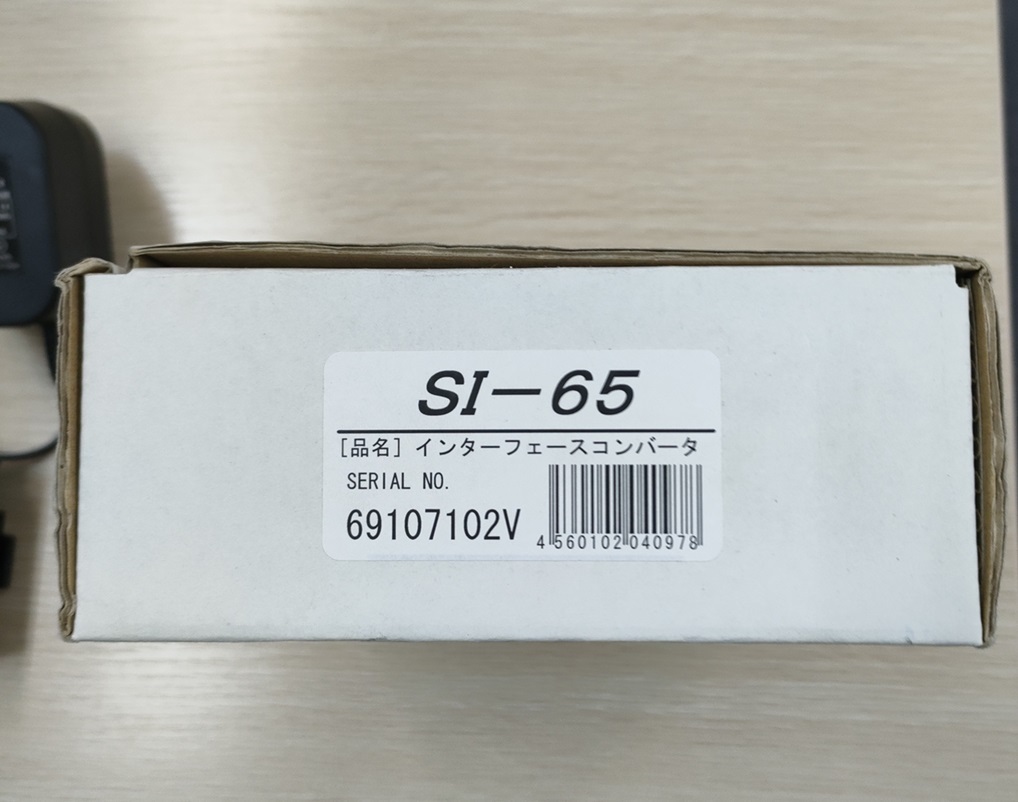 SI-65
[品名] インターフェースコンバータ
SERIAL NO.
69107102V
4 560102 040978